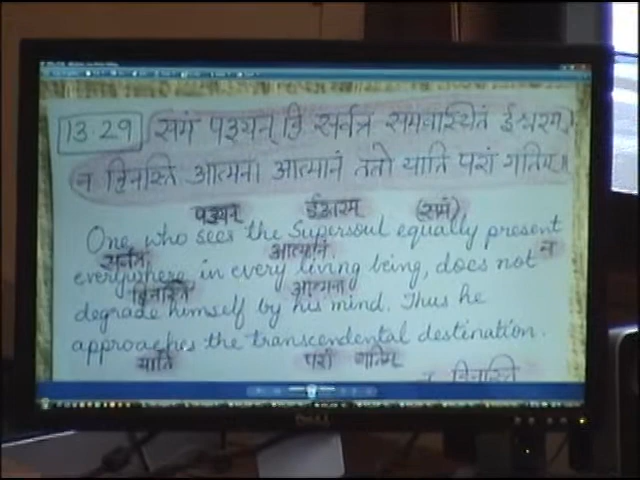 13.29 समं पश्यन् हि सर्वत्र समवस्थितं ईश्वरम् ।
न हिनस्ति आत्मना आत्मानं ततो याति परां गतिम् ॥
पश्यन् ईश्वरम् (समं)
One who sees the Supersoul equally present
सर्वत्र आत्मानं न
everywhere in every living being, does not
हिनस्ति आत्मना
degrade himself by his mind. Thus he
approaches the transcendental destination.
याति परां गतिम्
न हिनस्ति
DELL